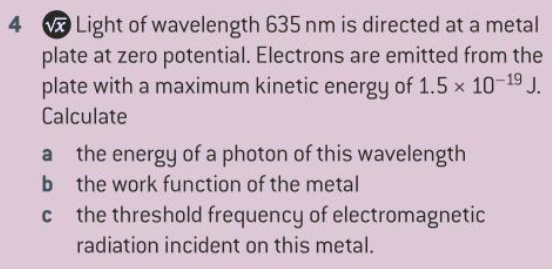 4 √x Light of wavelength 635 nm is directed at a metal
plate at zero potential. Electrons are emitted from the
plate with a maximum kinetic energy of 1.5 × 10⁻¹⁹ J.
Calculate
a the energy of a photon of this wavelength
b the work function of the metal
c the threshold frequency of electromagnetic
radiation incident on this metal.